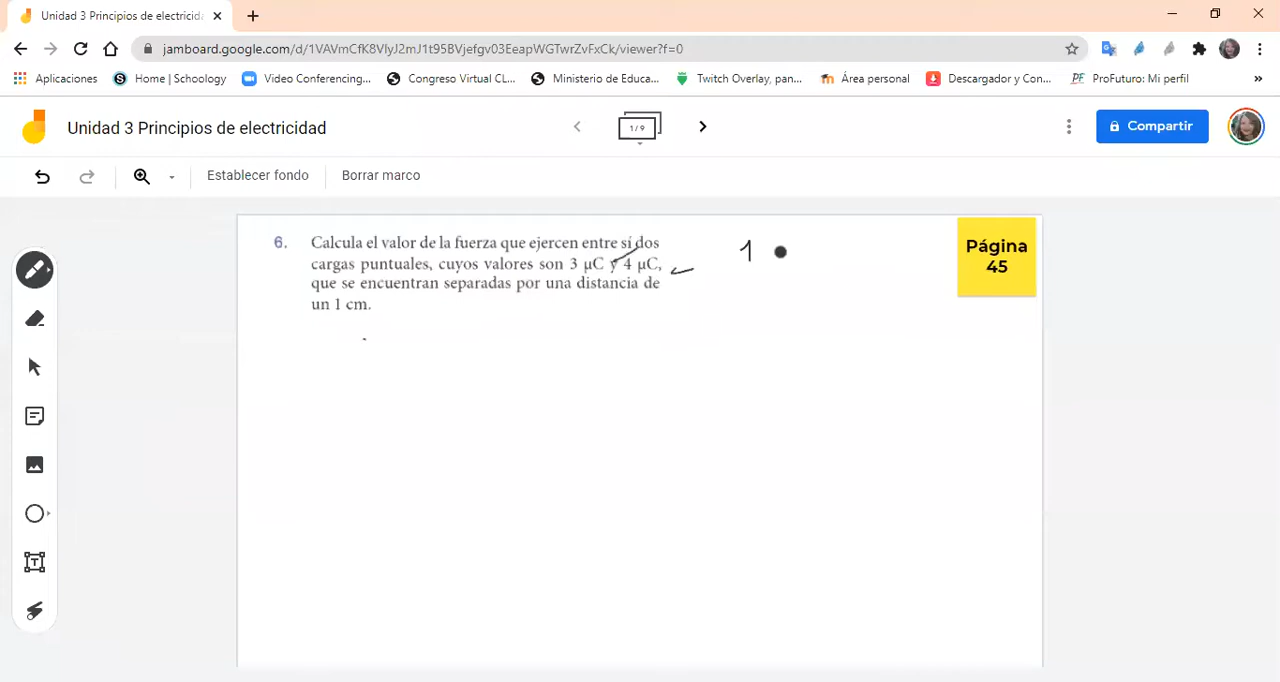 Unidad 3 Principios de electricida
jamboard.google.com/d/1VAVmCfK8VlyJ2mJ1t95BVjefgv03EeapWGTwrZvFxCk/viewer?f=0
Aplicaciones
Home | Schoology
Video Conferencing...
Congreso Virtual CL...
Ministerio de Educa...
Twitch Overlay, pan...
Área personal
Descargador y Con...
ProFuturo: Mi perfil
»
Unidad 3 Principios de electricidad
1/9
Compartir
Establecer fondo
Borrar marco
6. Calcula el valor de la fuerza que ejercen entre sí dos
cargas puntuales, cuyos valores son 3 µC y 4 µC,
que se encuentran separadas por una distancia de
un 1 cm.
1
Página
45